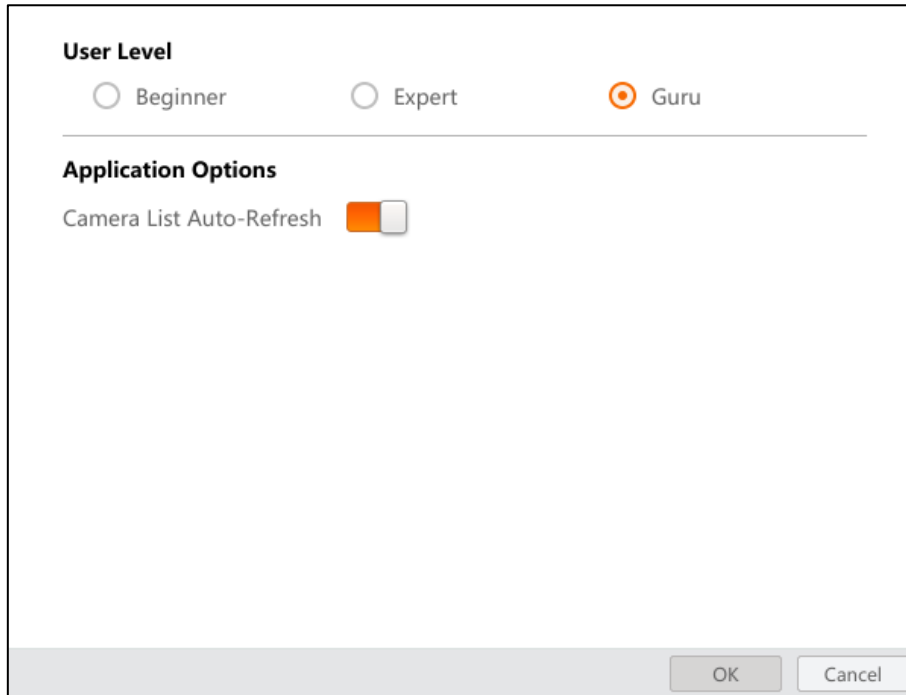 User Level
Beginner Expert Guru
Application Options
Camera List Auto-Refresh
OK Cancel